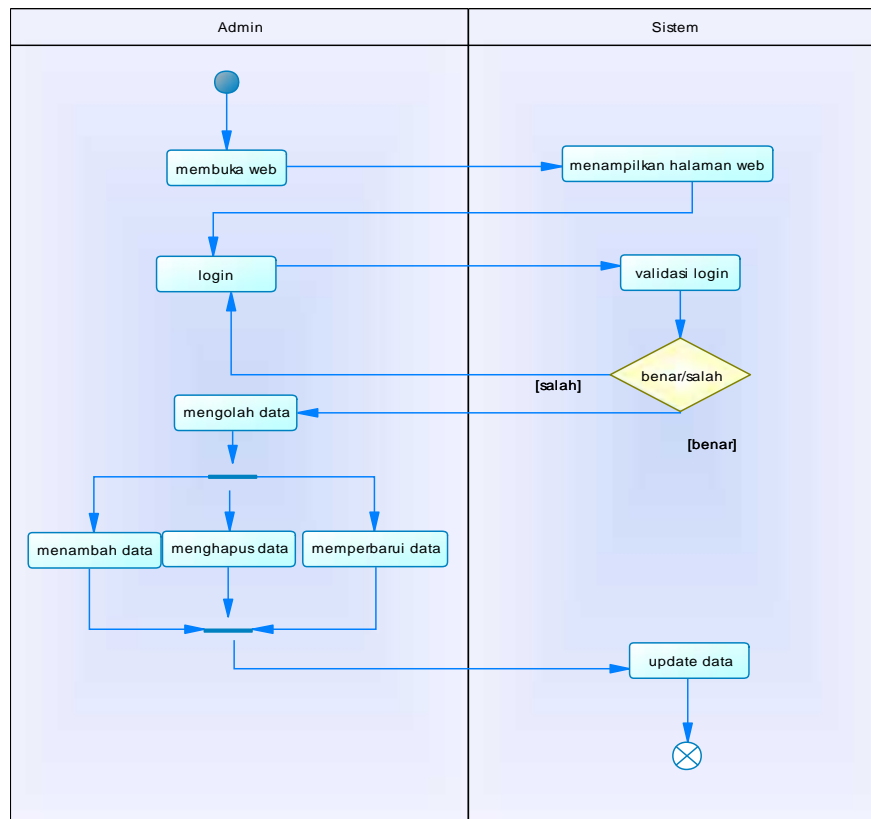 Admin
Sistem
membuka web
menampilkan halaman web
login
validasi login
benar/salah
[salah]
mengolah data
[benar]
menambah data
menghapus data
memperbarui data
update data